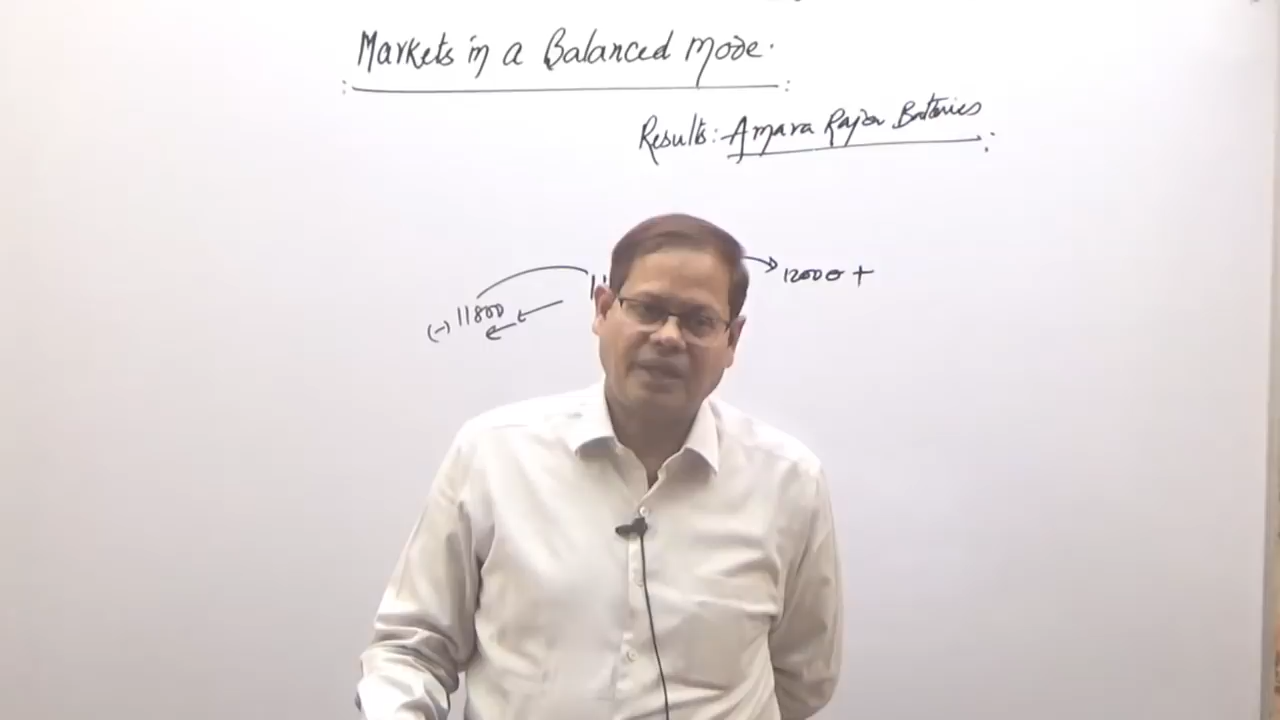 Markets in a Balanced Mode.
Results: Amara Raja Batteries
(-) 11800
12000 +